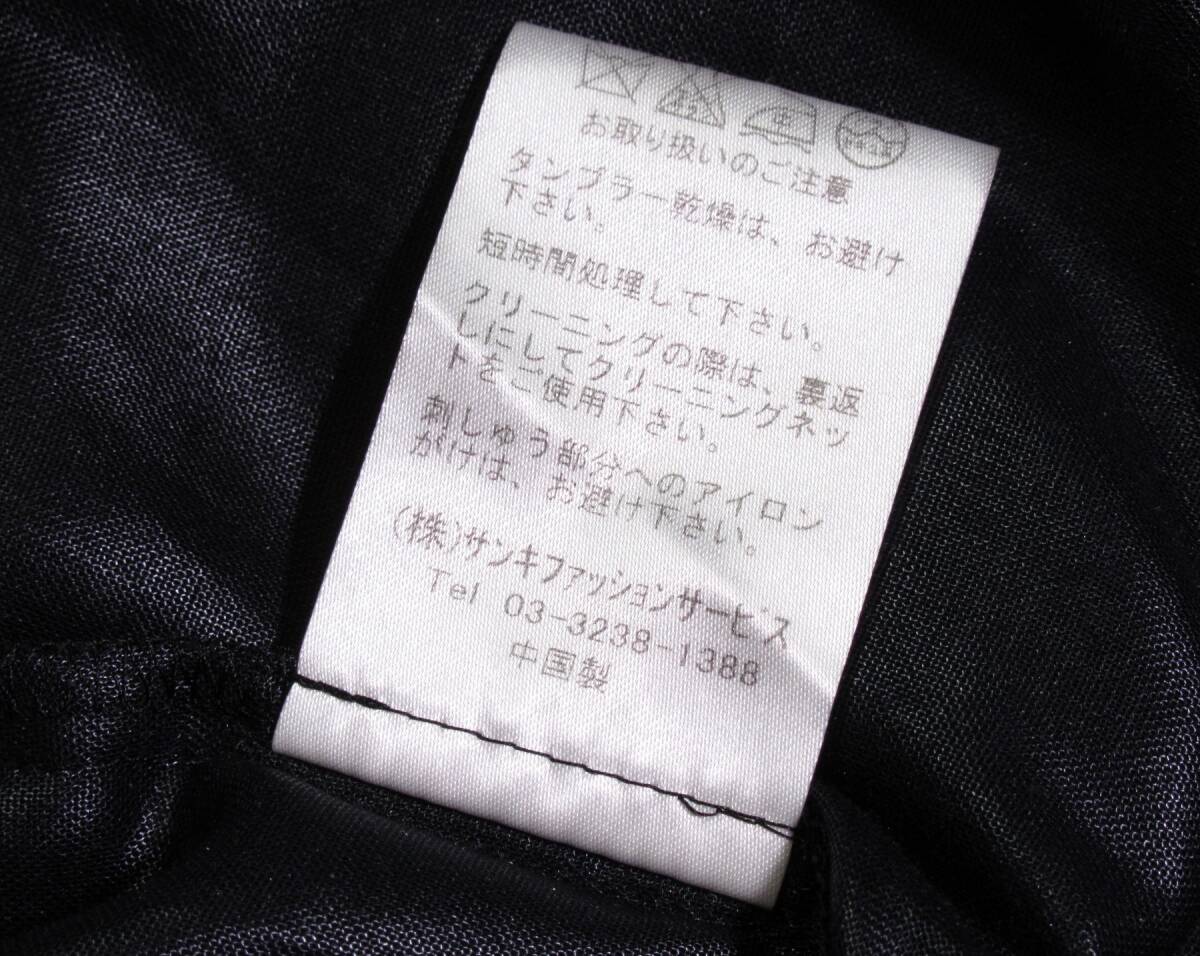 お取り扱いのご注意
タンブラー乾燥は、お避け
下さい。
短時間処理して下さい。
クリーニングの際は、裏返
しにしてクリーニングネッ
トをご使用下さい。
刺しゅう部分へのアイロン
がけは、お避け下さい。
(株)サンキファッションサービス
Tel 03-3238-1388
中国製